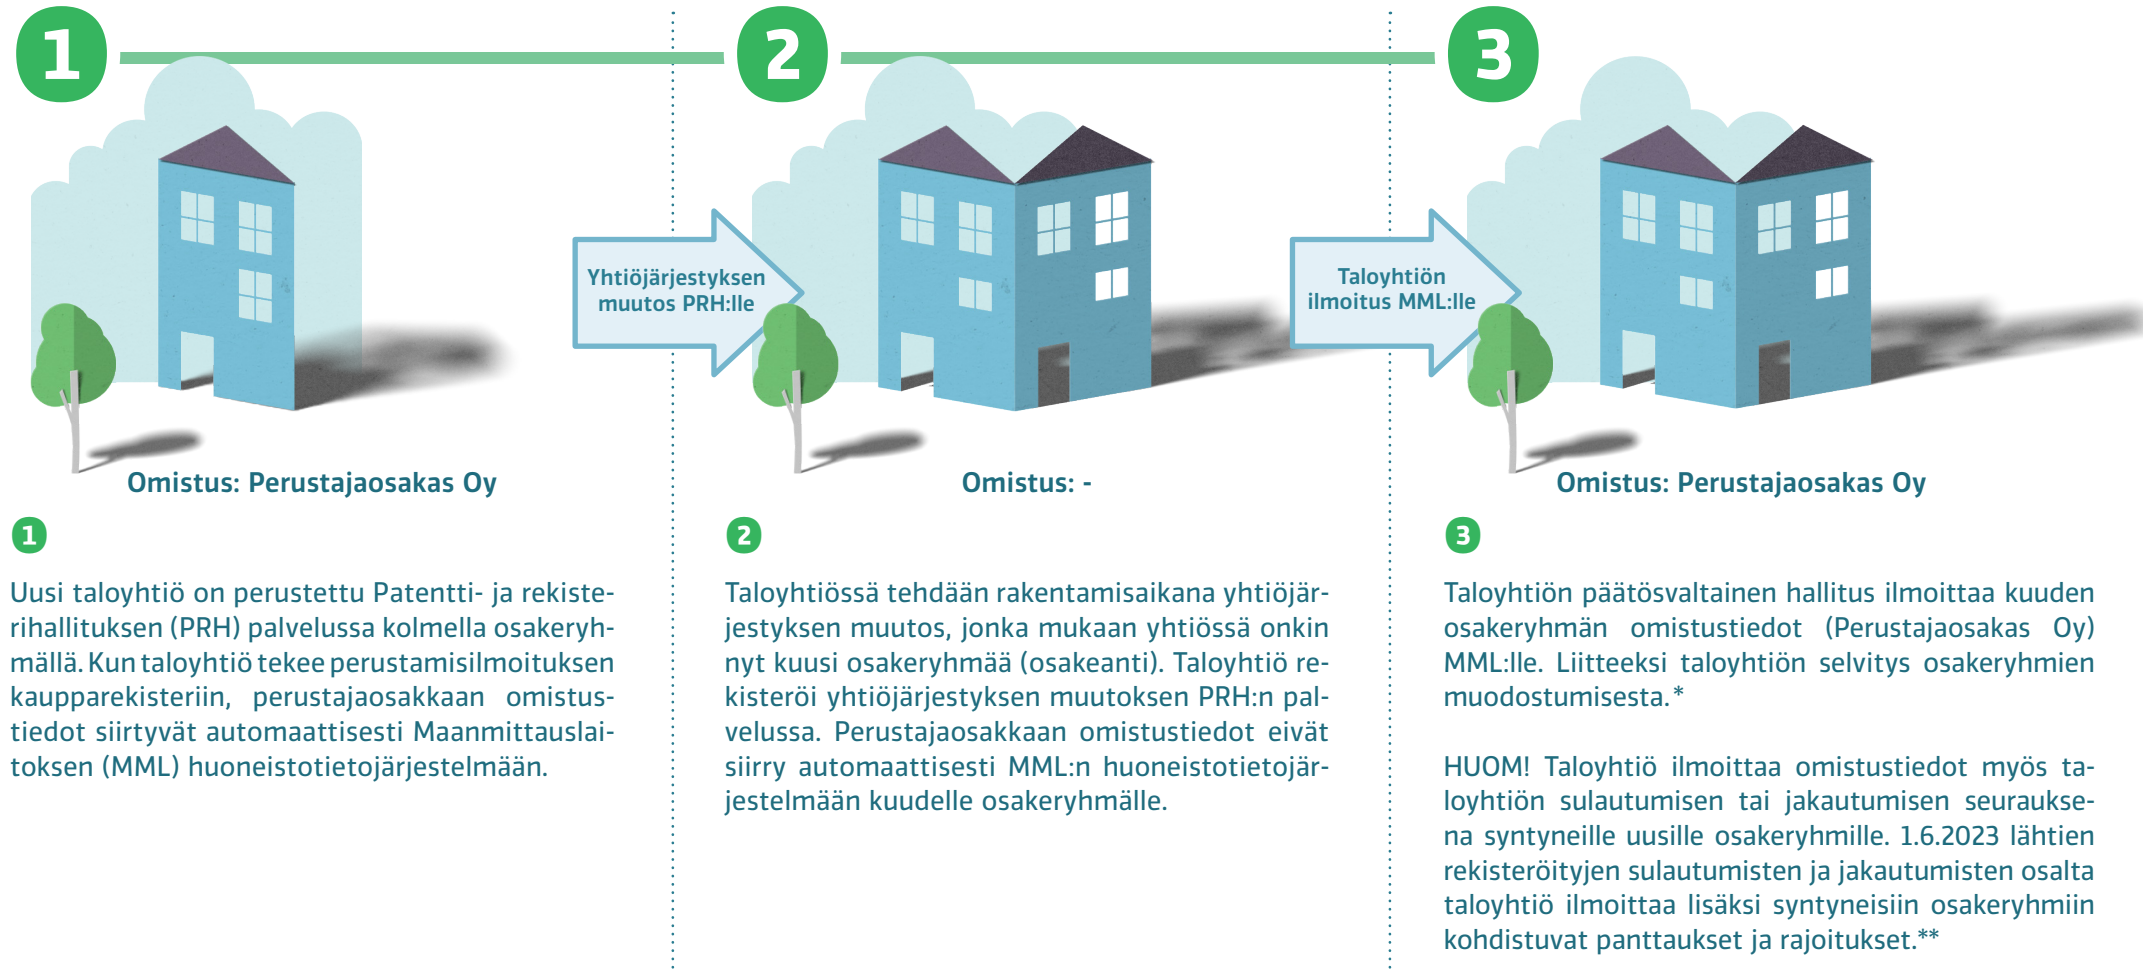 1
2
3
Yhtiöjärjestyksen
muutos PRH:lle
Taloyhtiön
ilmoitus MML:lle
Omistus: Perustajaosakas Oy
Omistus: -
Omistus: Perustajaosakas Oy
1
Uusi taloyhtiö on perustettu Patentti- ja rekiste-
rihallituksen (PRH) palvelussa kolmella osakeryh-
mällä. Kun taloyhtiö tekee perustamisilmoituksen
kaupparekisteriin, perustajaosakkaan omistus-
tiedot siirtyvät automaattisesti Maanmittauslai-
toksen (MML) huoneistotietojärjestelmään.
2
Taloyhtiössä tehdään rakentamisaikana yhtiöjär-
jestyksen muutos, jonka mukaan yhtiössä onkin
nyt kuusi osakeryhmää (osakeanti). Taloyhtiö re-
kisteröi yhtiöjärjestyksen muutoksen PRH:n pal-
velussa. Perustajaosakkaan omistustiedot eivät
siirry automaattisesti MML:n huoneistotietojär-
jestelmään kuudelle osakeryhmälle.
3
Taloyhtiön päätösvaltainen hallitus ilmoittaa kuuden
osakeryhmän omistustiedot (Perustajaosakas Oy)
MML:lle. Liitteeksi taloyhtiön selvitys osakeryhmien
muodostumisesta.*
HUOM! Taloyhtiö ilmoittaa omistustiedot myös ta-
loyhtiön sulautumisen tai jakautumisen seraukse-
na syntyneille uusille osakeryhmille. 1.6.2023 lähtien
rekisteröityjen sulautumisten ja jakautumisten osalta
taloyhtiö ilmoittaa lisäksi syntyneisiin osakeryhmiin
kohdistuvat panttaukset ja rajoitukset.**